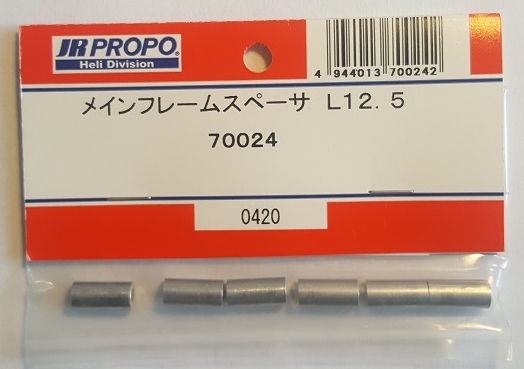 JR PROPO®
Heli Division
4 944013 700242
メインフレームスペーサ L12.5
70024
0420